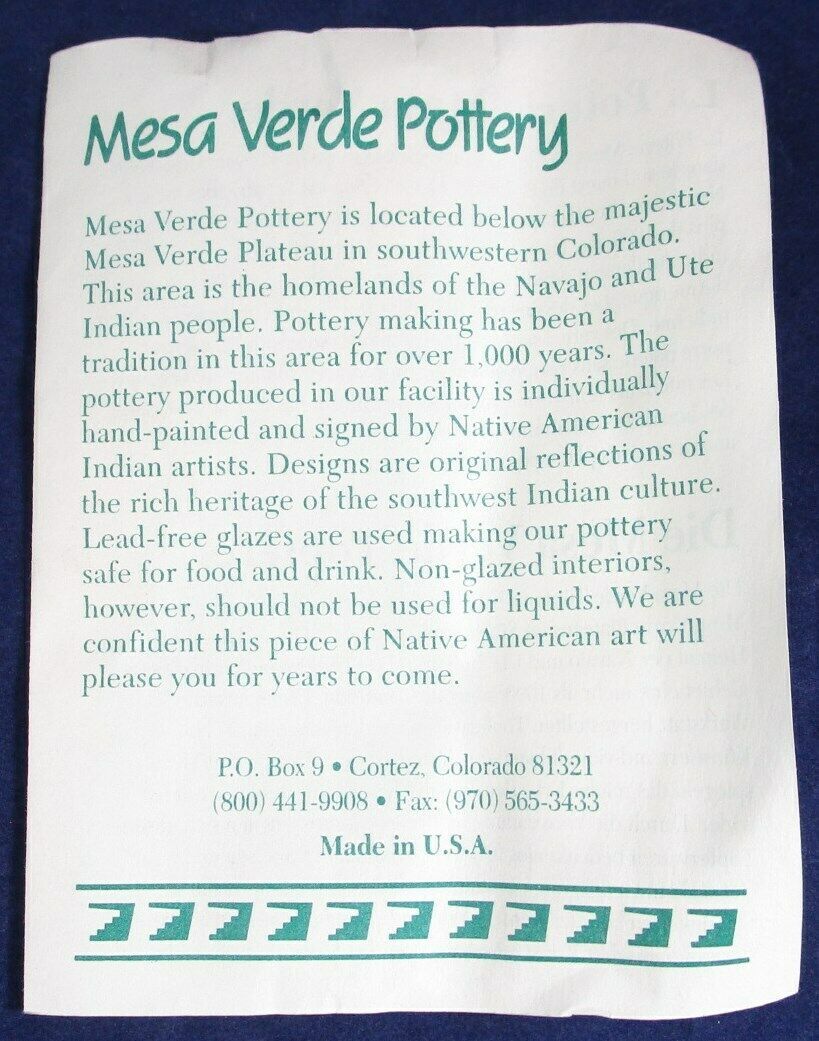 Mesa Verde Pottery
Mesa Verde Pottery is located below the majestic
Mesa Verde Plateau in southwestern Colorado.
This area is the homelands of the Navajo and Ute
Indian people. Pottery making has been a
tradition in this area for over 1,000 years. The
pottery produced in our facility is individually
hand-painted and signed by Native American
Indian artists. Designs are original reflections of
the rich heritage of the southwest Indian culture.
Lead-free glazes are used making our pottery
safe for food and drink. Non-glazed interiors,
however, should not be used for liquids. We are
confident this piece of Native American art will
please you for years to come.
P.O. Box 9 • Cortez, Colorado 81321
(800) 441-9908 • Fax: (970) 565-3433
Made in U.S.A.